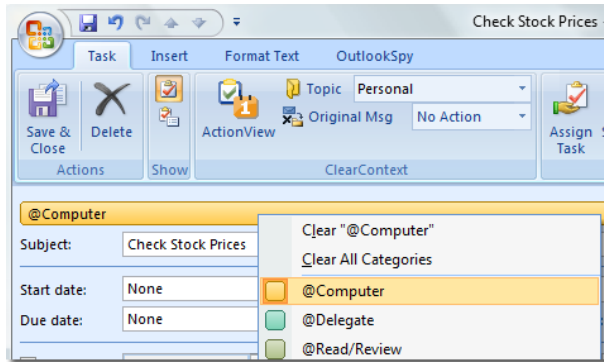 Check Stock Prices
Task Insert Format Text OutlookSpy
Save & Close
Delete
Actions
Show
ActionView
1
Topic Personal
Original Msg No Action
ClearContext
Assign Task
@Computer
Subject: Check Stock Prices
Start date: None
Due date: None
Clear "@Computer"
Clear All Categories
@Computer
@Delegate
@Read/Review